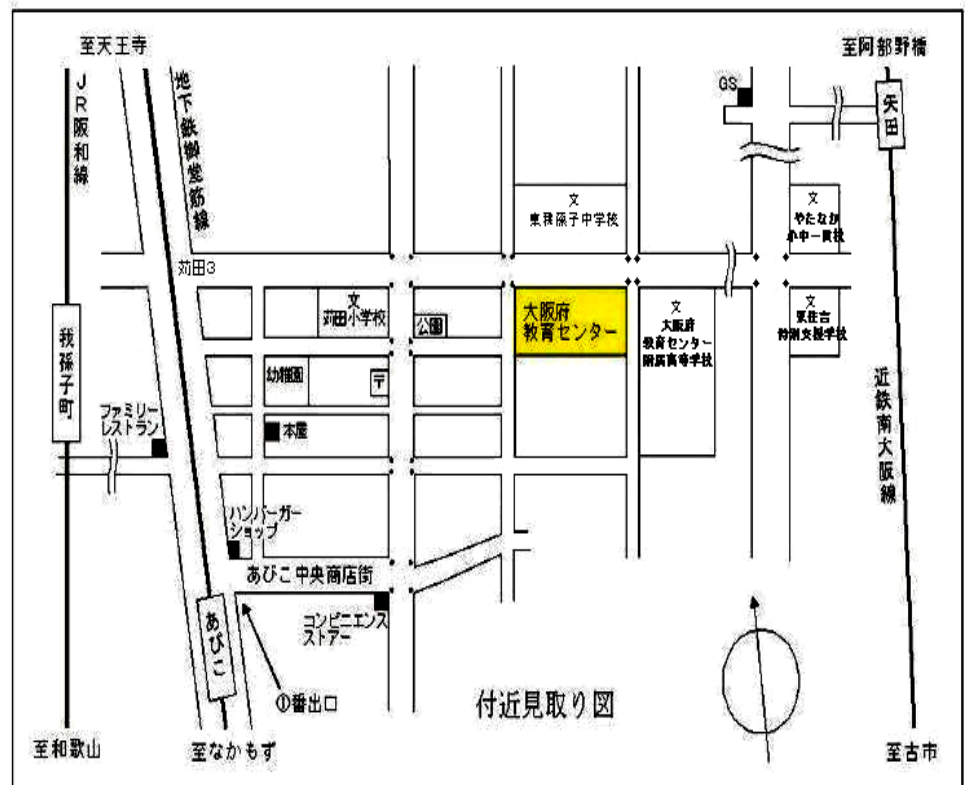 至天王寺
至阿部野橋
JR阪和線
地下鉄御堂筋線
GS
矢田
文
東我孫子中学校
文
やたなか
小中一貫校
苅田3
文
苅田小学校
公園
大阪府
教育センター
文
大阪府
教育センター
附属高等学校
文
東住吉
特別支援学校
我孫子町
幼稚園
〒
近鉄南大阪線
ファミリー
レストラン
本屋
ハンバーガー
ショップ
あびこ中央商店街
あびこ
コンビニエンス
ストアー
①番出口
付近見取り図
至和歌山
至なかもず
至古市